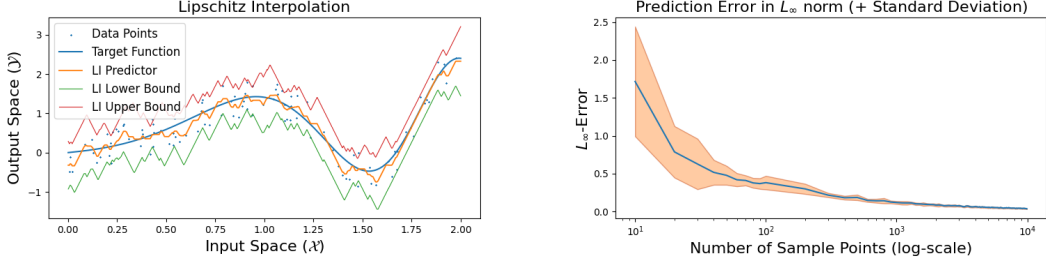 Lipschitz Interpolation
Output Space (𝒴)
3
2
1
0
−1
Data Points
Target Function
LI Predictor
LI Lower Bound
LI Upper Bound
0.00 0.25 0.50 0.75 1.00 1.25 1.50 1.75 2.00
Input Space (𝒳)
Prediction Error in L∞ norm (+ Standard Deviation)
L∞-Error
2.5
2.0
1.5
1.0
0.5
0.0
10¹ 10² 10³ 10⁴
Number of Sample Points (log-scale)